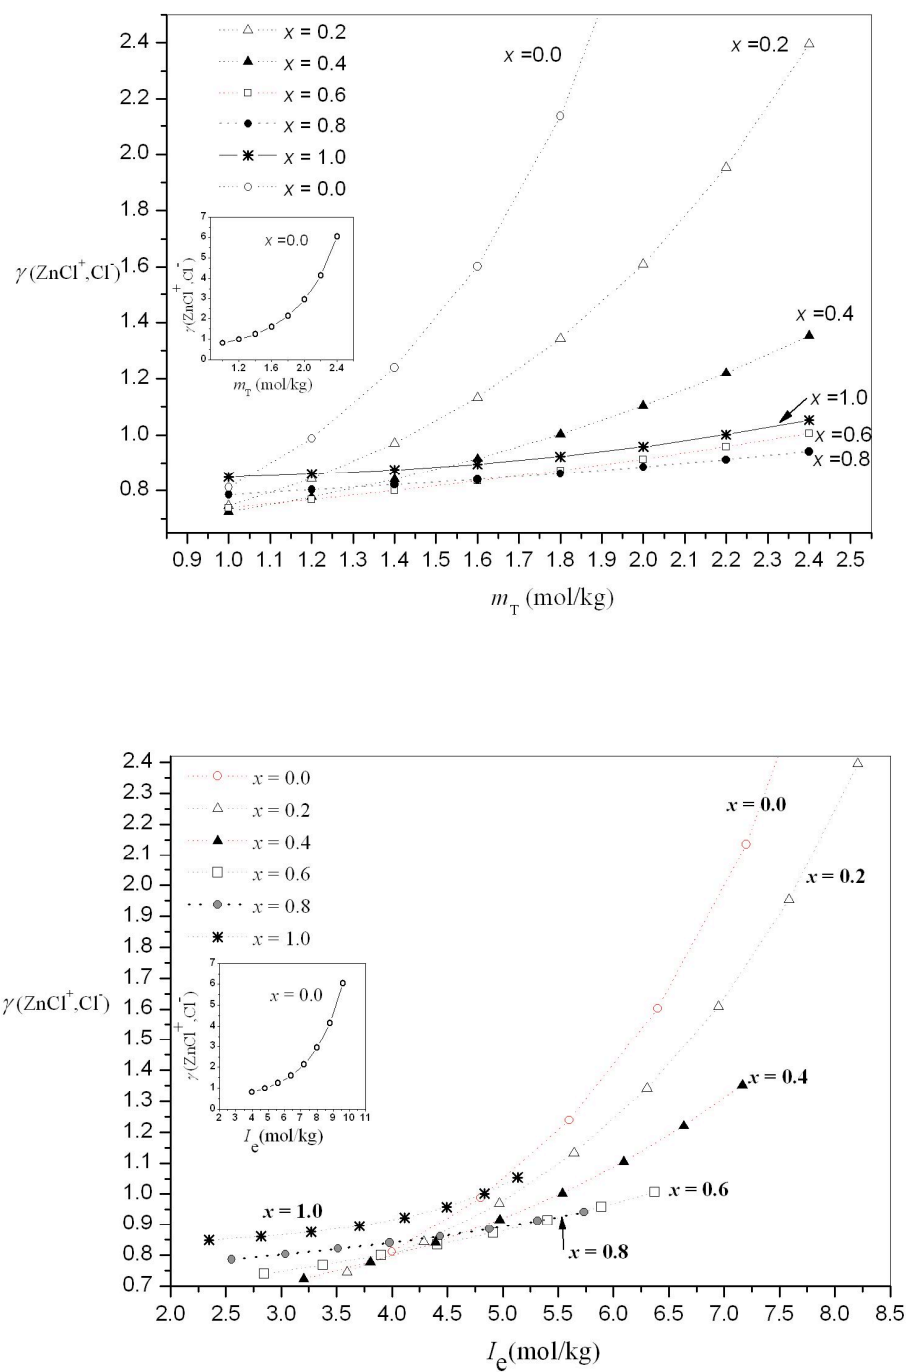 x = 0.2
x = 0.4
x = 0.6
x = 0.8
x = 1.0
x = 0.0
x =0.0
x =0.2
x =0.4
x =1.0
x =0.6
x =0.8
2.4
2.2
2.0
1.8
1.6
1.4
1.2
1.0
0.8
γ(ZnCl⁺,Cl⁻)
0.9 1.0 1.1 1.2 1.3 1.4 1.5 1.6 1.7 1.8 1.9 2.0 2.1 2.2 2.3 2.4 2.5
m_T (mol/kg)
x =0.0
7
6
5
4
3
2
1
0
γ(ZnCl⁺,Cl⁻)
1.2 1.6 2.0 2.4
m_T (mol/kg)
x = 0.0
x = 0.2
x = 0.4
x = 0.6
x = 0.8
x = 1.0
x = 0.0
x = 0.2
x = 0.4
x = 0.6
x = 0.8
x = 1.0
2.4
2.3
2.2
2.1
2.0
1.9
1.8
1.7
1.6
1.5
1.4
1.3
1.2
1.1
1.0
0.9
0.8
0.7
γ(ZnCl⁺,Cl⁻)
2.0 2.5 3.0 3.5 4.0 4.5 5.0 5.5 6.0 6.5 7.0 7.5 8.0 8.5
I_e(mol/kg)
x = 0.0
7
6
5
4
3
2
1
0
γ(ZnCl⁺,Cl⁻)
2 3 4 5 6 7 8 9 10 11
I_e(mol/kg)